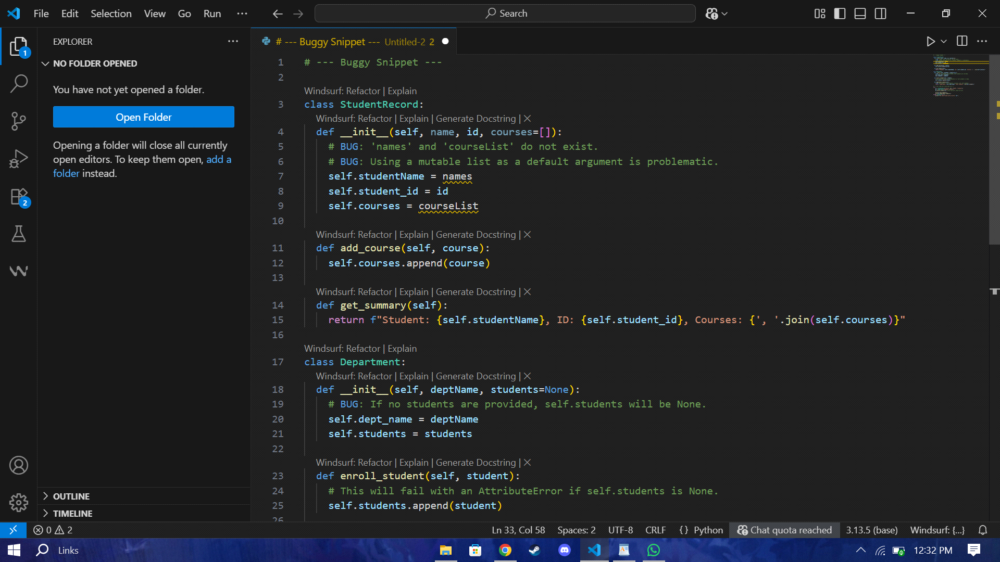 File Edit Selection View Go Run ···
Search
EXPLORER
# --- Buggy Snippet --- Untitled-2 2
1
NO FOLDER OPENED
You have not yet opened a folder.
Open Folder
Opening a folder will close all currently
open editors. To keep them open, add a
folder instead.
2
1 # --- Buggy Snippet ---
2
Windsurf: Refactor | Explain
3 class StudentRecord:
Windsurf: Refactor | Explain | Generate Docstring | ×
4 def __init__(self, name, id, courses=[]):
5 # BUG: 'names' and 'courseList' do not exist.
6 # BUG: Using a mutable list as a default argument is problematic.
7 self.studentName = names
8 self.student_id = id
9 self.courses = courseList
10
Windsurf: Refactor | Explain | Generate Docstring | ×
11 def add_course(self, course):
12 self.courses.append(course)
13
Windsurf: Refactor | Explain | Generate Docstring | ×
14 def get_summary(self):
15 return f"Student: {self.studentName}, ID: {self.student_id}, Courses: {', '.join(self.courses)}"
16
Windsurf: Refactor | Explain
17 class Department:
Windsurf: Refactor | Explain | Generate Docstring | ×
18 def __init__(self, deptName, students=None):
19 # BUG: If no students are provided, self.students will be None.
20 self.dept_name = deptName
21 self.students = students
22
Windsurf: Refactor | Explain | Generate Docstring | ×
23 def enroll_student(self, student):
24 # This will fail with an AttributeError if self.students is None.
25 self.students.append(student)
26
OUTLINE
TIMELINE
0 2
Ln 33, Col 58 Spaces: 2 UTF-8 CRLF {} Python Chat quota reached 3.13.5 (base) Windsurf: {...}
Links
12:32 PM